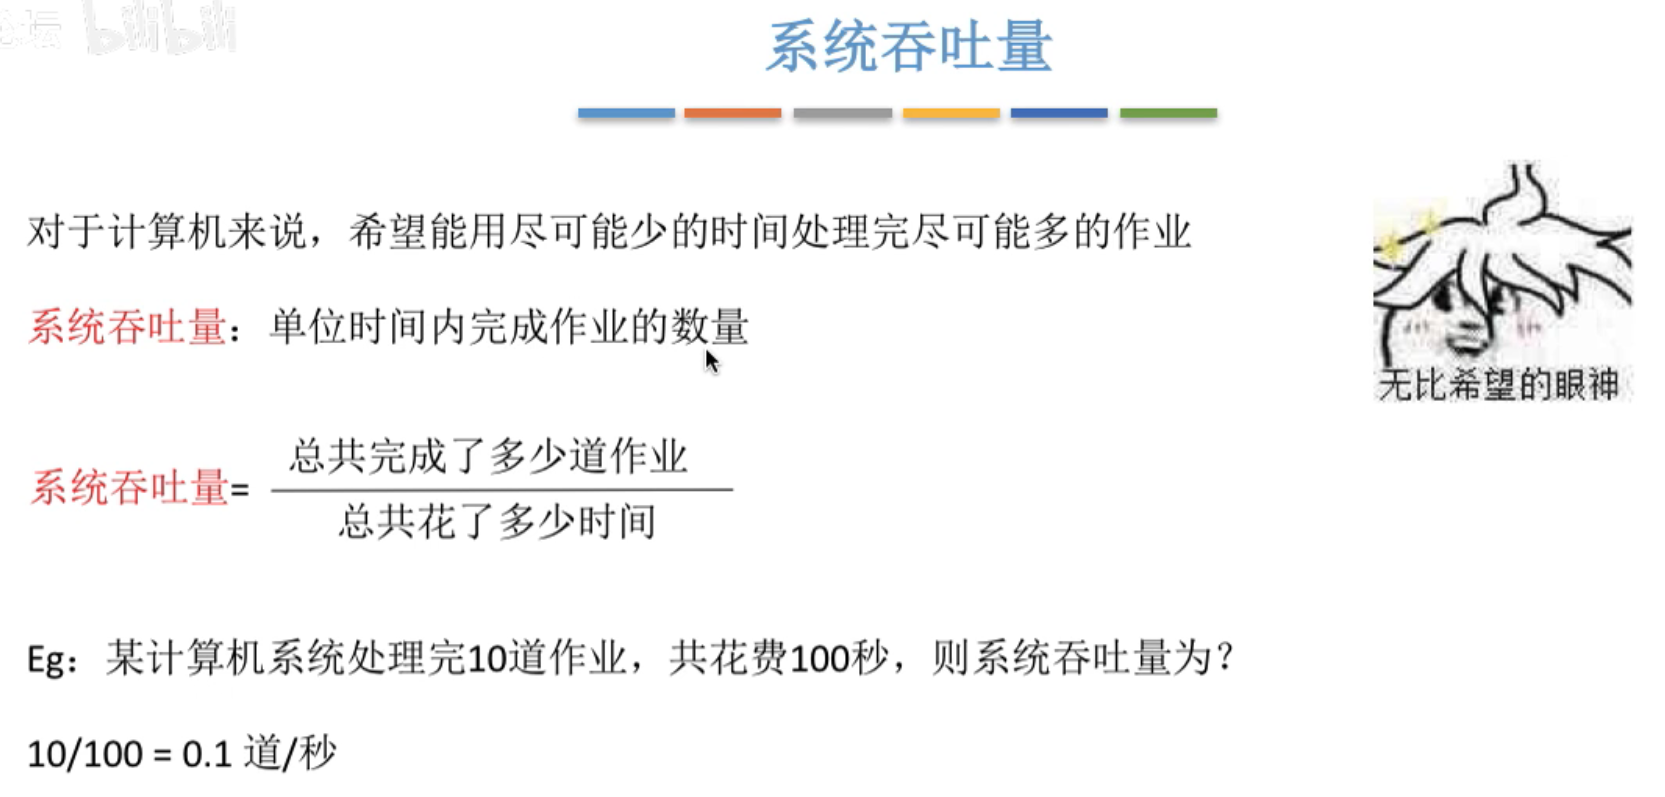 坛 bilibili
系统吞吐量
对于计算机来说，希望能用尽可能少的时间处理完尽可能多的作业
系统吞吐量：单位时间内完成作业的数量
无比希望的眼神
系统吞吐量=
总共完成了多少道作业
总共花了多少时间
Eg：某计算机系统处理完10道作业，共花费100秒，则系统吞吐量为？
10/100 = 0.1 道/秒